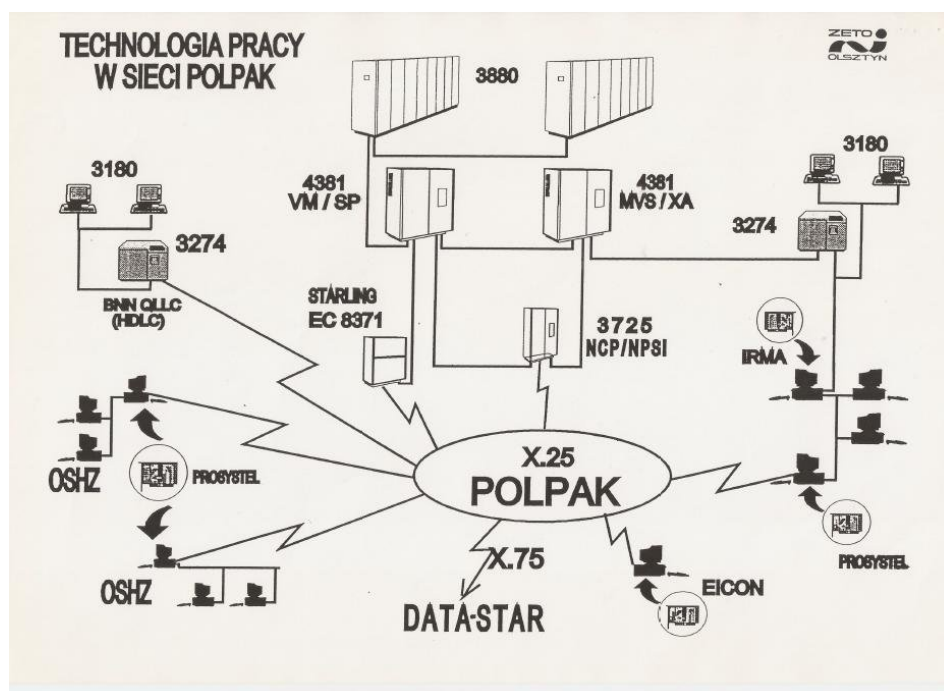 TECHNOLOGIA PRACY
W SIECI POLPAK
ZETO
OLSZTYN
3880
3180
3180
4381
VM / SP
4381
MVS / XA
3274
3274
BNN QLLC
(HDLC)
STARLING
EC 8371
3725
NCP/NPSI
IRMA
OSHZ
PROSYSTEL
X.25
POLPAK
PROSYSTEL
OSHZ
X.75
EICON
DATA-STAR